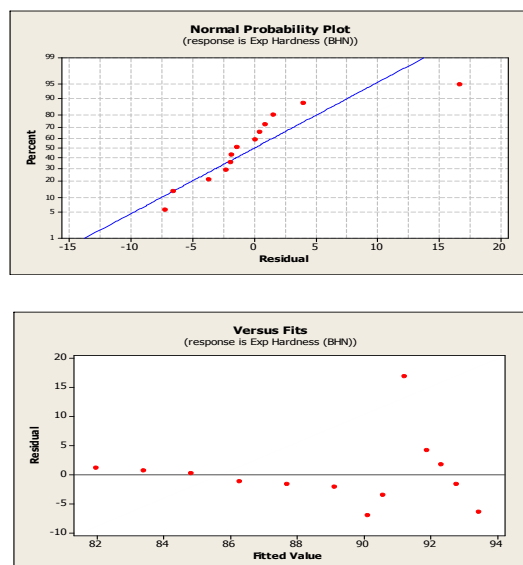 Normal Probability Plot
(response is Exp Hardness (BHN))
99
95
90
80
70
60
50
40
30
20
10
5
1
Percent
-15 -10 -5 0 5 10 15 20
Residual
Versus Fits
(response is Exp Hardness (BHN))
20
15
10
5
0
-5
-10
Residual
82 84 86 88 90 92 94
Fitted Value